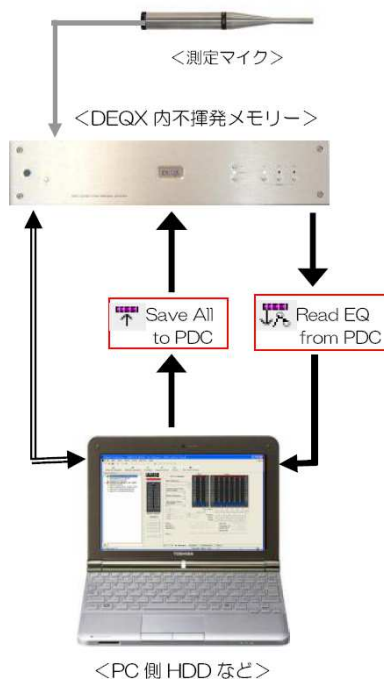 ＜測定マイク＞
＜DEQX 内不揮発メモリー＞
Save All
to PDC
Read EQ
from PDC
TOSHIBA
＜PC 側 HDD など＞